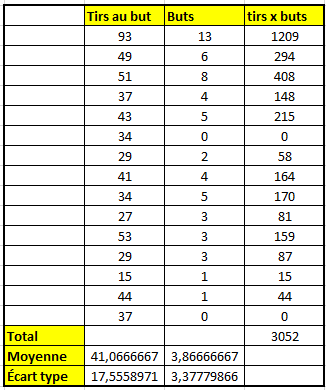 Tirs au but Buts tirs x buts
93 13 1209
49 6 294
51 8 408
37 4 148
43 5 215
34 0 0
29 2 58
41 4 164
34 5 170
27 3 81
53 3 159
29 3 87
15 1 15
44 1 44
37 0 0
Total 3052
Moyenne 41,0666667 3,86666667
Écart type 17,5558971 3,37779866